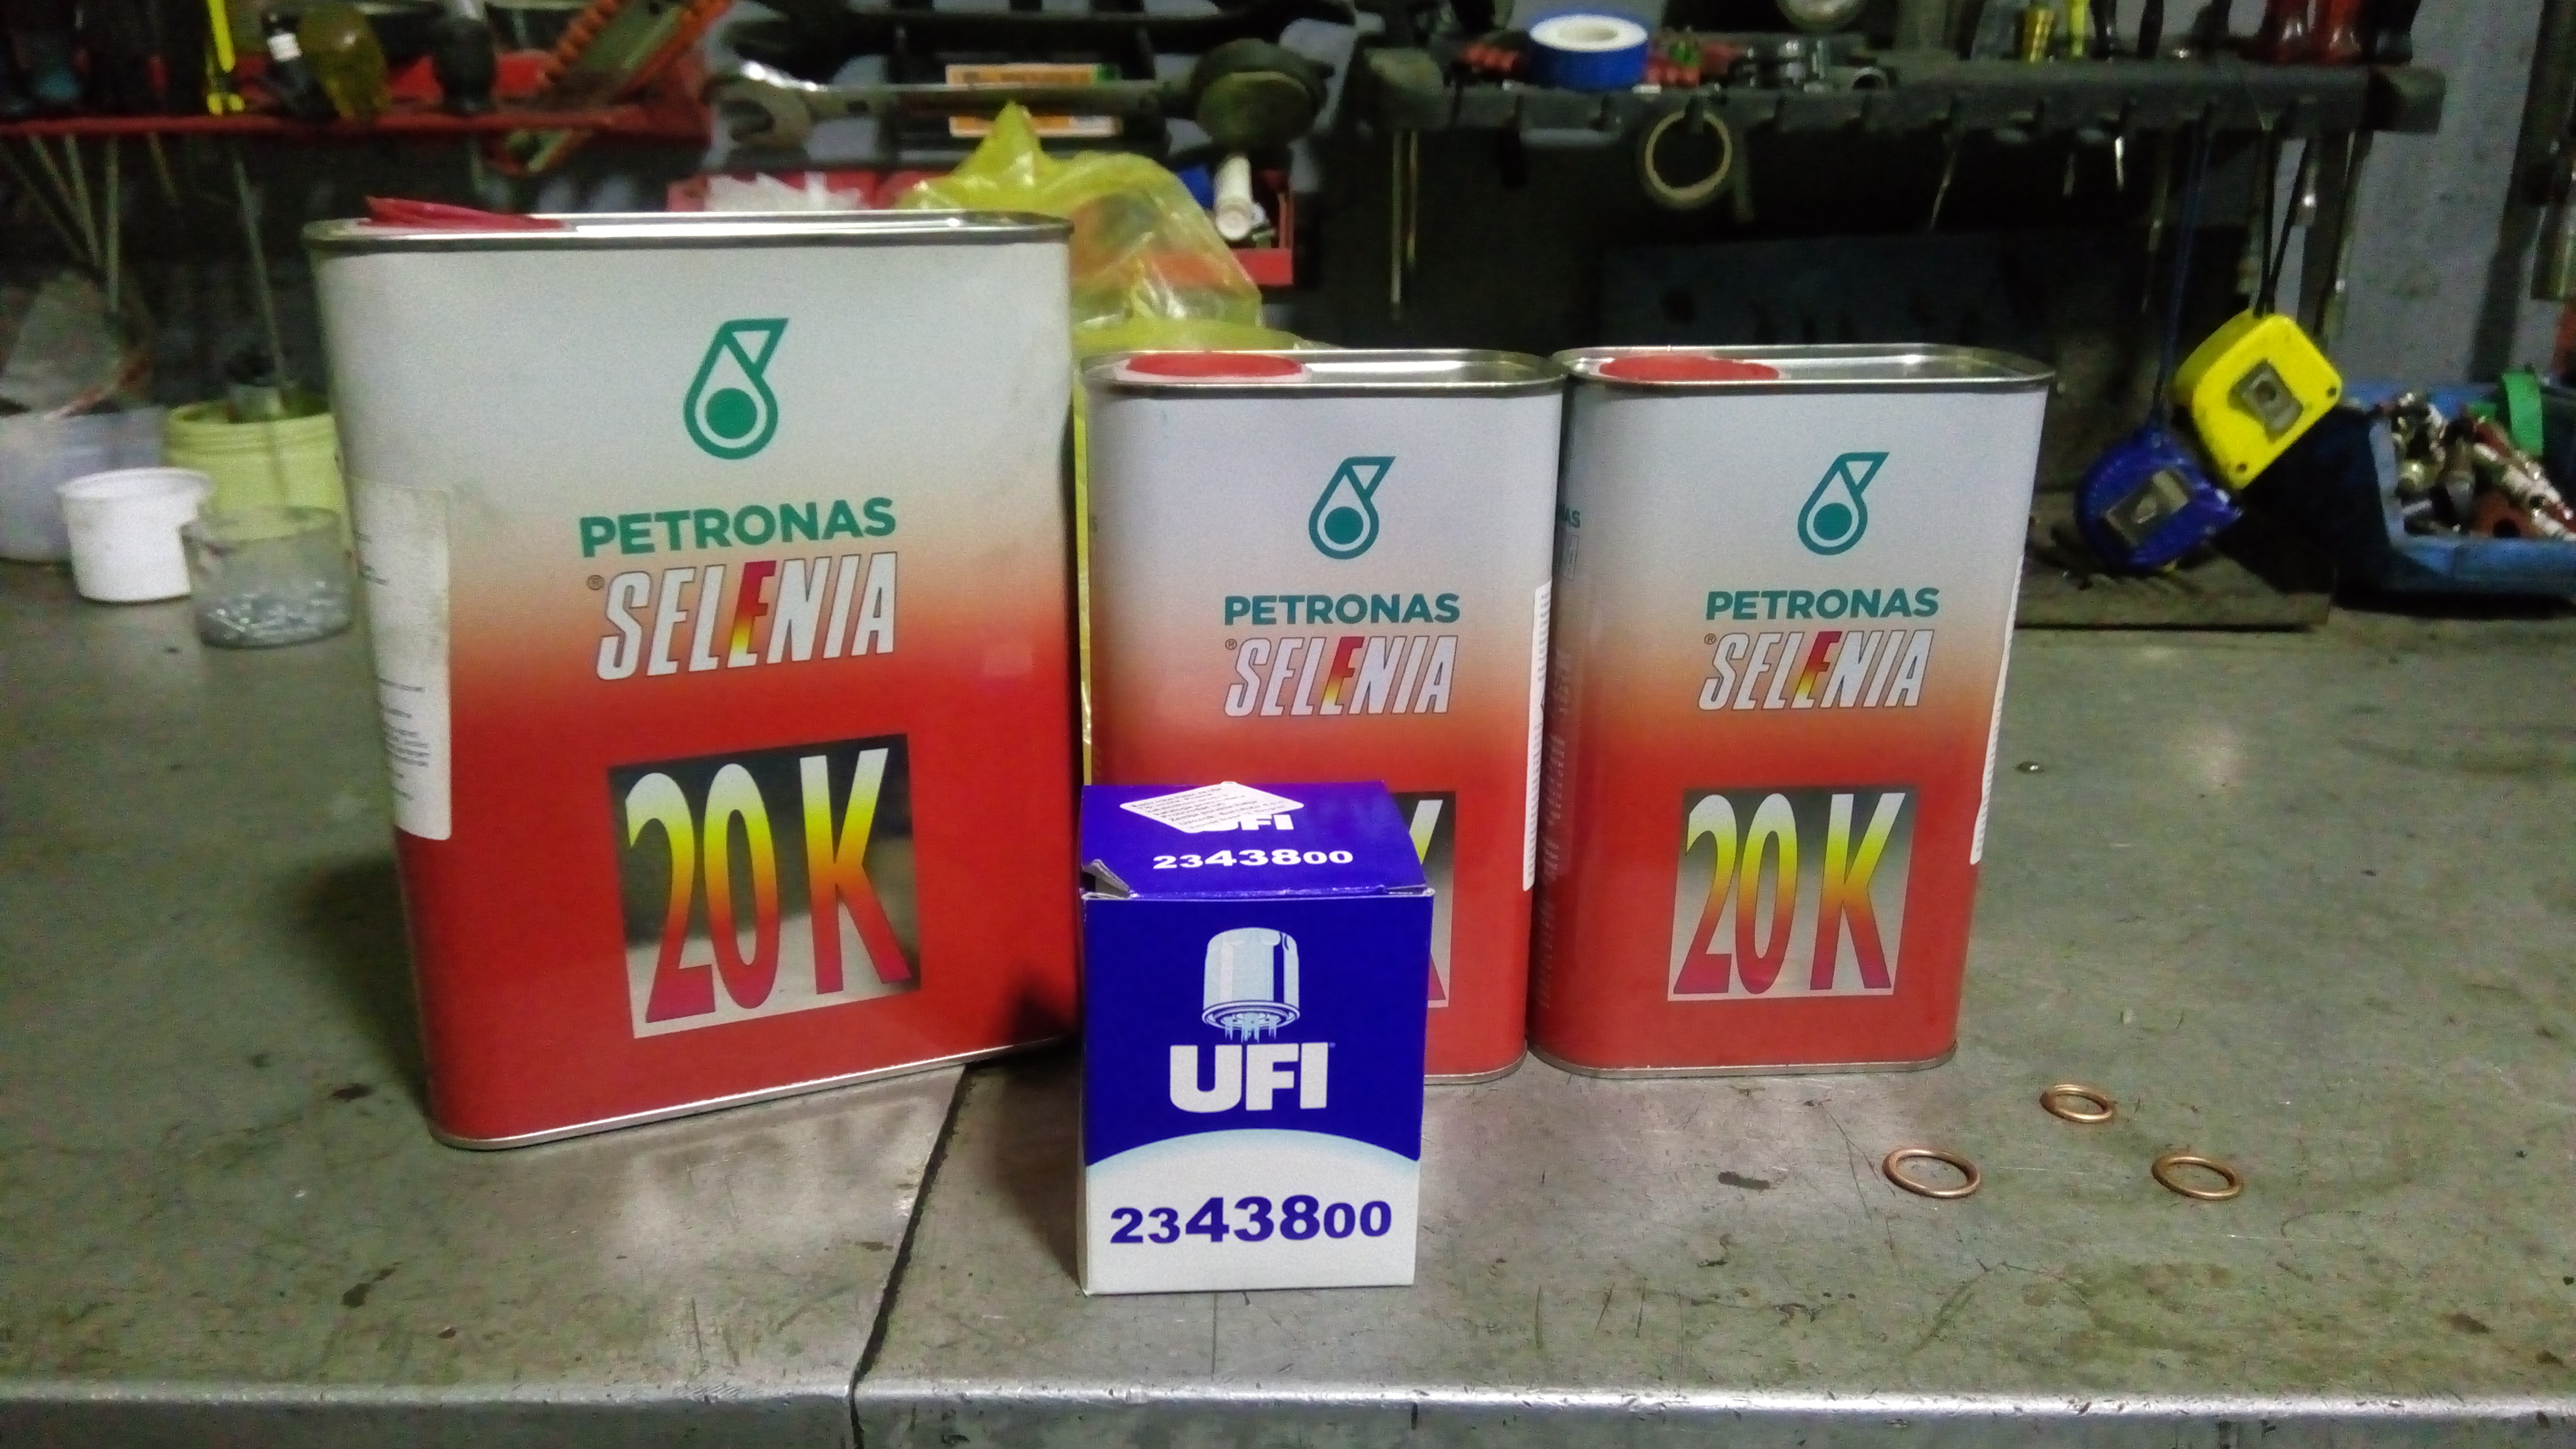 PETRONAS
® SELENIA
20 K
PETRONAS
® SELENIA
PETRONAS
® SELENIA
20 K
UFI
2343800
UFI
2343800